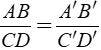 AB/CD = A'B'/C'D'